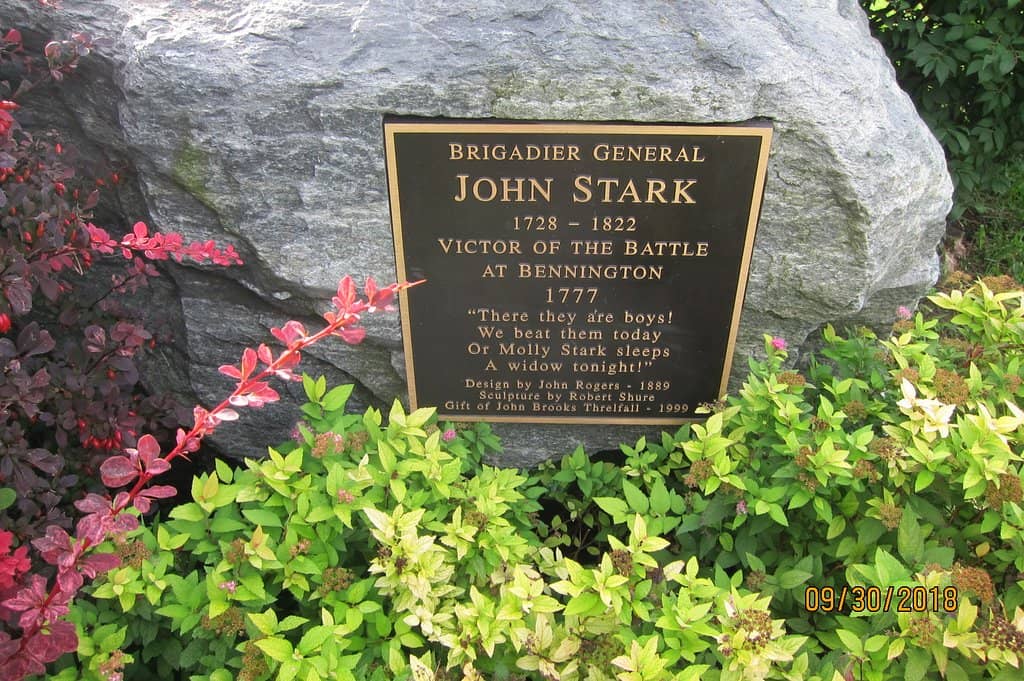 BRIGADIER GENERAL
JOHN STARK
1728 – 1822
VICTOR OF THE BATTLE
AT BENNINGTON
1777
“There they are boys!
We beat them today
Or Molly Stark sleeps
A widow tonight!”
Design by John Rogers - 1889
Sculpture by Robert Shure
Gift of John Brooks Threlfall - 1999
09/30/2018